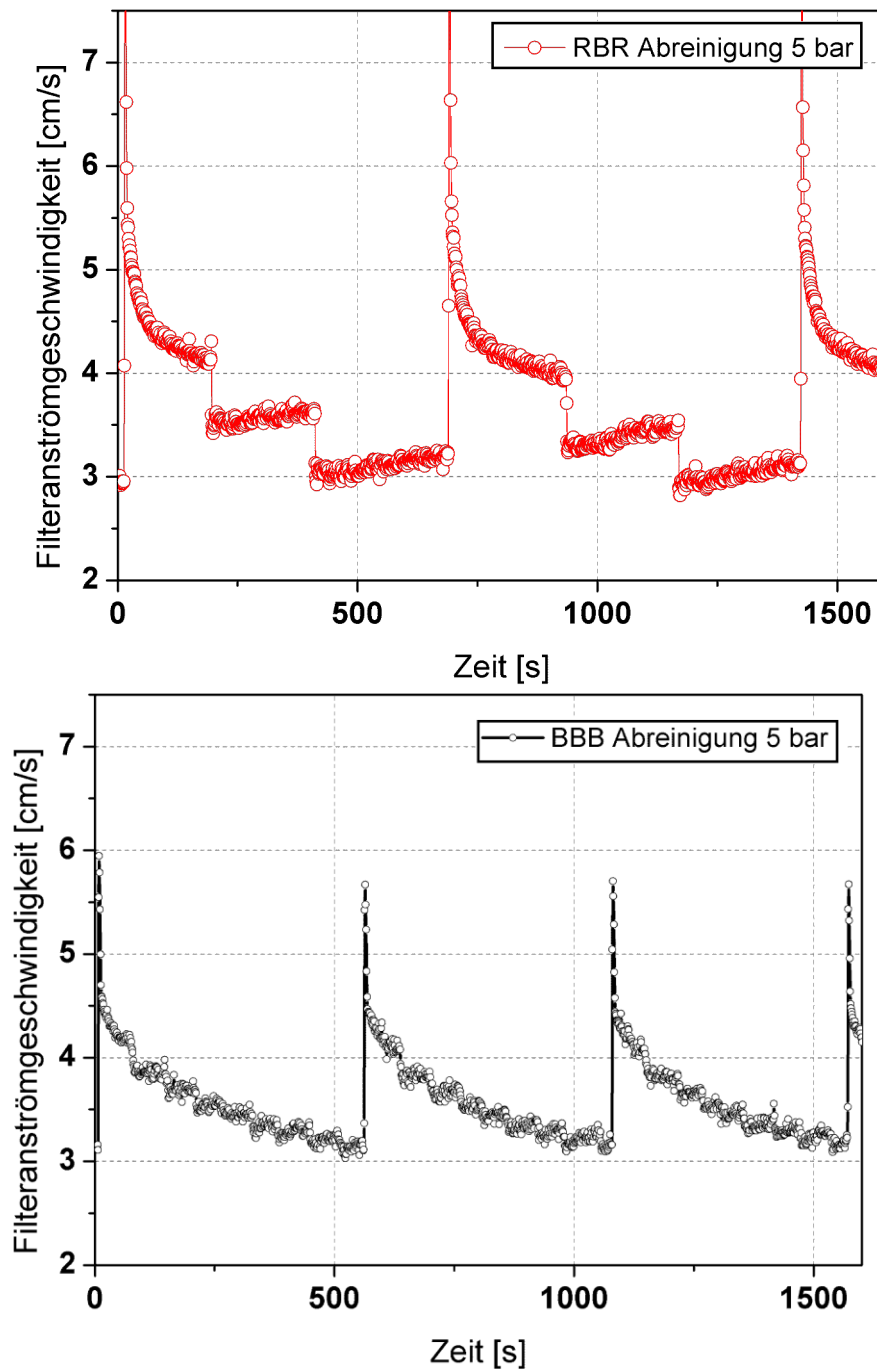 RBR Abreinigung 5 bar
Filteranströmgeschwindigkeit [cm/s]
7
6
5
4
3
2
0 500 1000 1500
Zeit [s]
BBB Abreinigung 5 bar
Filteranströmgeschwindigkeit [cm/s]
7
6
5
4
3
2
0 500 1000 1500
Zeit [s]